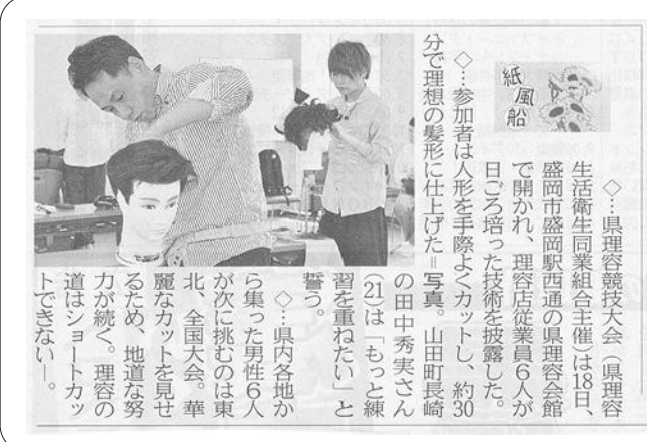 紙風船
◇…県理容競技大会（県理容
生活衛生同業組合主催）は18日、
盛岡市盛岡駅西通の県理容会館
で開かれ、理容店従業員６人が
日ごろ培った技術を披露した。
◇…参加者は人形を手際よくカットし、約30
分で理想の髪形に仕上げた＝写真。山田町長崎
の田中秀実さん
(21)は「もっと練
習を重ねたい」と
誓う。
◇…県内各地か
ら集った男性６人
が次に挑むのは東
北、全国大会。華
麗なカットを見せ
るため、地道な努
力が続く。理容の
道はショートカッ
トできない―。